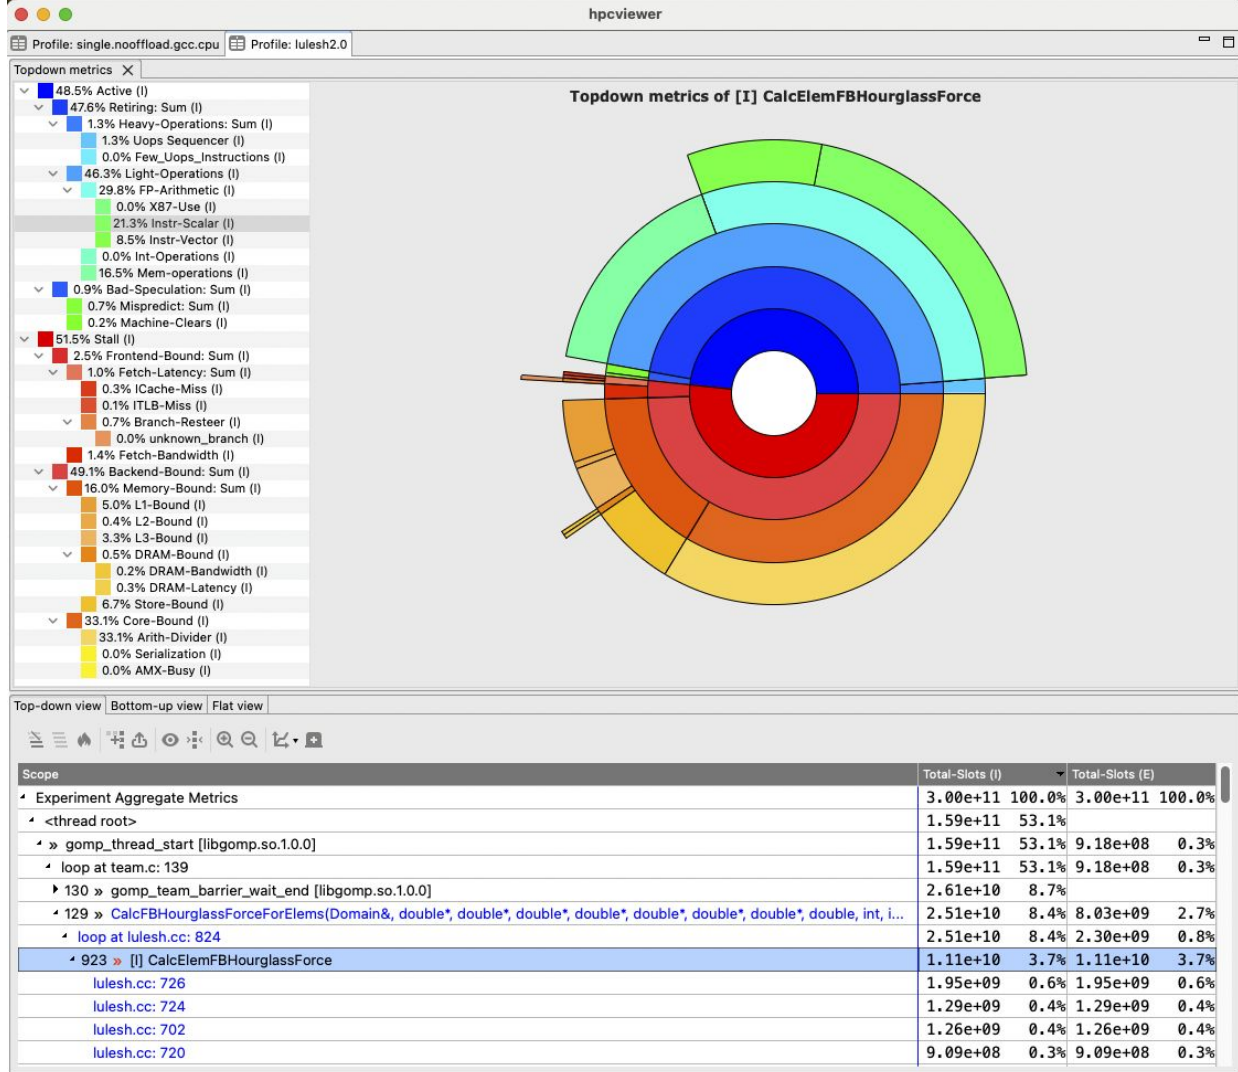 hpcviewer
Profile: single.nooffload.gcc.cpu Profile: lulesh2.0
Topdown metrics
48.5% Active (I)
47.6% Retiring: Sum (I)
1.3% Heavy-Operations: Sum (I)
1.3% Uops Sequencer (I)
0.0% Few_Uops_Instructions (I)
46.3% Light-Operations (I)
29.8% FP-Arithmetic (I)
0.0% X87-Use (I)
21.3% Instr-Scalar (I)
8.5% Instr-Vector (I)
0.0% Int-Operations (I)
16.5% Mem-operations (I)
0.9% Bad-Speculation: Sum (I)
0.7% Mispredict: Sum (I)
0.2% Machine-Clears (I)
51.5% Stall (I)
2.5% Frontend-Bound: Sum (I)
1.0% Fetch-Latency: Sum (I)
0.3% ICache-Miss (I)
0.1% ITLB-Miss (I)
0.7% Branch-Resteer (I)
0.0% unknown_branch (I)
1.4% Fetch-Bandwidth (I)
49.1% Backend-Bound: Sum (I)
16.0% Memory-Bound: Sum (I)
5.0% L1-Bound (I)
0.4% L2-Bound (I)
3.3% L3-Bound (I)
0.5% DRAM-Bound (I)
0.2% DRAM-Bandwidth (I)
0.3% DRAM-Latency (I)
6.7% Store-Bound (I)
33.1% Core-Bound (I)
33.1% Arith-Divider (I)
0.0% Serialization (I)
0.0% AMX-Busy (I)
Topdown metrics of [I] CalcElemFBHourglassForce
Top-down view Bottom-up view Flat view
Scope Total-Slots (I) Total-Slots (E)
Experiment Aggregate Metrics 3.00e+11 100.0% 3.00e+11 100.0%
<thread root> 1.59e+11 53.1%
» gomp_thread_start [libgomp.so.1.0.0] 1.59e+11 53.1% 9.18e+08 0.3%
loop at team.c: 139 1.59e+11 53.1% 9.18e+08 0.3%
130 » gomp_team_barrier_wait_end [libgomp.so.1.0.0] 2.61e+10 8.7%
129 » CalcFBHourglassForceForElems(Domain&, double*, double*, double*, double*, double*, double*, double*, double, int, i... 2.51e+10 8.4% 8.03e+09 2.7%
loop at lulesh.cc: 824 2.51e+10 8.4% 2.30e+09 0.8%
923 » [I] CalcElemFBHourglassForce 1.11e+10 3.7% 1.11e+10 3.7%
lulesh.cc: 726 1.95e+09 0.6% 1.95e+09 0.6%
lulesh.cc: 724 1.29e+09 0.4% 1.29e+09 0.4%
lulesh.cc: 702 1.26e+09 0.4% 1.26e+09 0.4%
lulesh.cc: 720 9.09e+08 0.3% 9.09e+08 0.3%